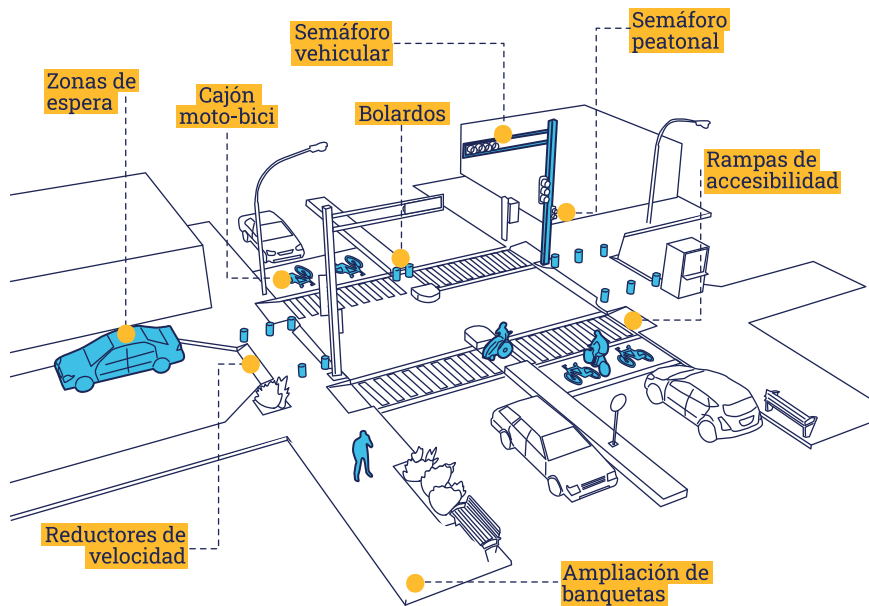 Semáforo
vehicular
Semáforo
peatonal
Zonas de
espera
Cajón
moto-bici
Bolardos
Rampas de
accesibilidad
Reductores de
velocidad
Ampliación de
banquetas